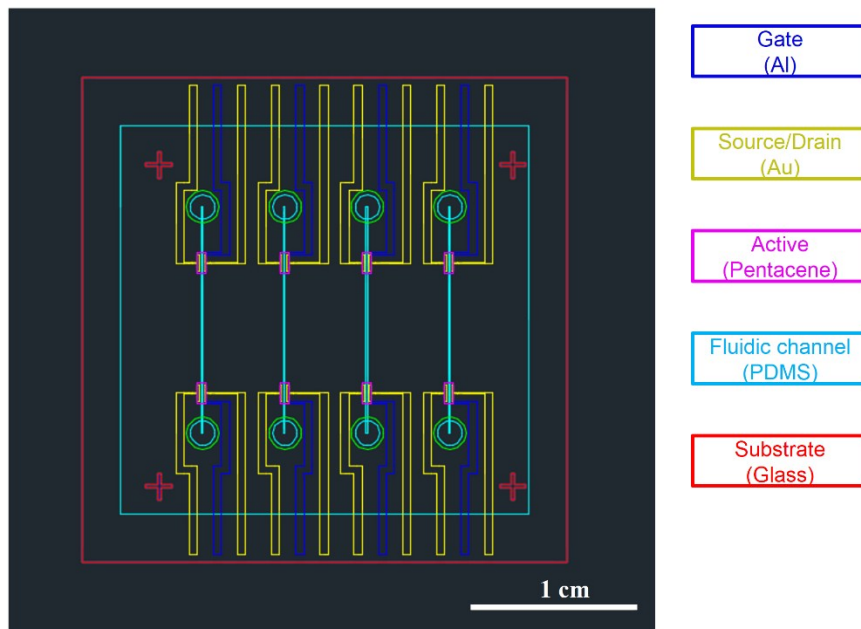 Gate
(Al)
Source/Drain
(Au)
Active
(Pentacene)
Fluidic channel
(PDMS)
Substrate
(Glass)
1 cm